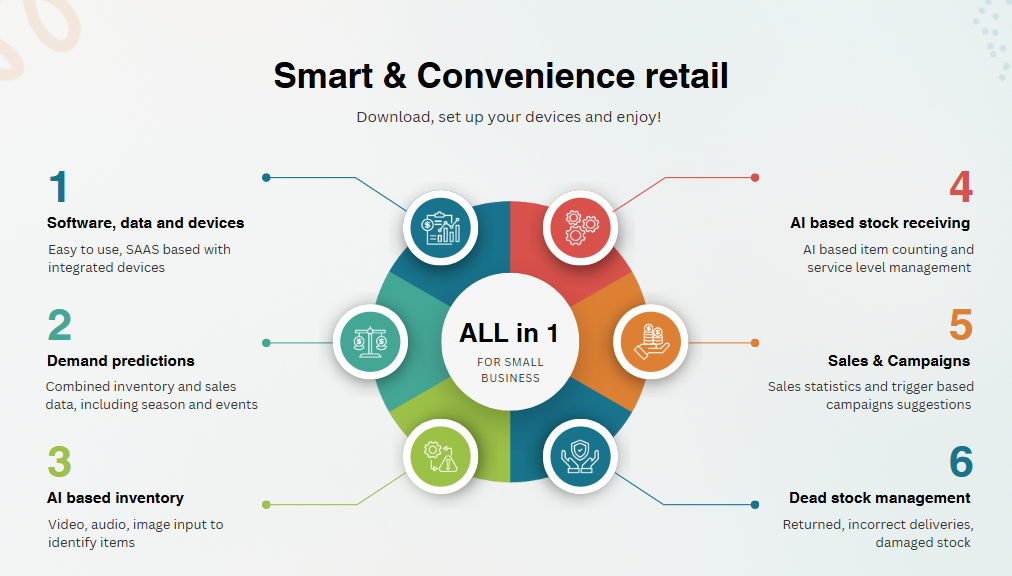 Smart & Convenience retail
Download, set up your devices and enjoy!
1
Software, data and devices
Easy to use, SAAS based with
integrated devices
2
Demand predictions
Combined inventory and sales
data, including season and events
3
AI based inventory
Video, audio, image input to
identify items
ALL in 1
FOR SMALL
BUSINESS
4
AI based stock receiving
AI based item counting and
service level management
5
Sales & Campaigns
Sales statistics and trigger based
campaigns suggestions
6
Dead stock management
Returned, incorrect deliveries,
damaged stock